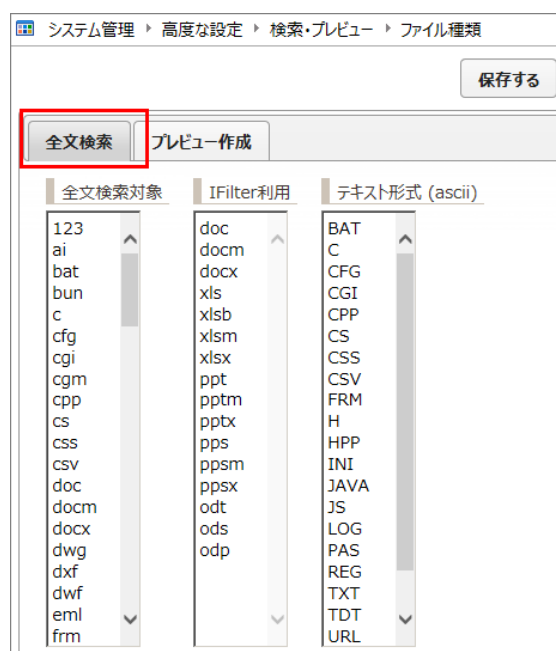 システム管理 ▸ 高度な設定 ▸ 検索・プレビュー ▸ ファイル種類
保存する
全文検索 プレビュー作成
全文検索対象
123
ai
bat
bun
c
cfg
cgi
cgm
cpp
cs
css
csv
doc
docm
docx
dwg
dxf
dwf
eml
frm
IFilter利用
doc
docm
docx
xls
xlsb
xlsm
xlsx
ppt
pptm
pptx
pps
ppsm
ppsx
odt
ods
odp
テキスト形式 (ascii)
BAT
C
CFG
CGI
CPP
CS
CSS
CSV
FRM
H
HPP
INI
JAVA
JS
LOG
PAS
REG
TXT
TDT
URL